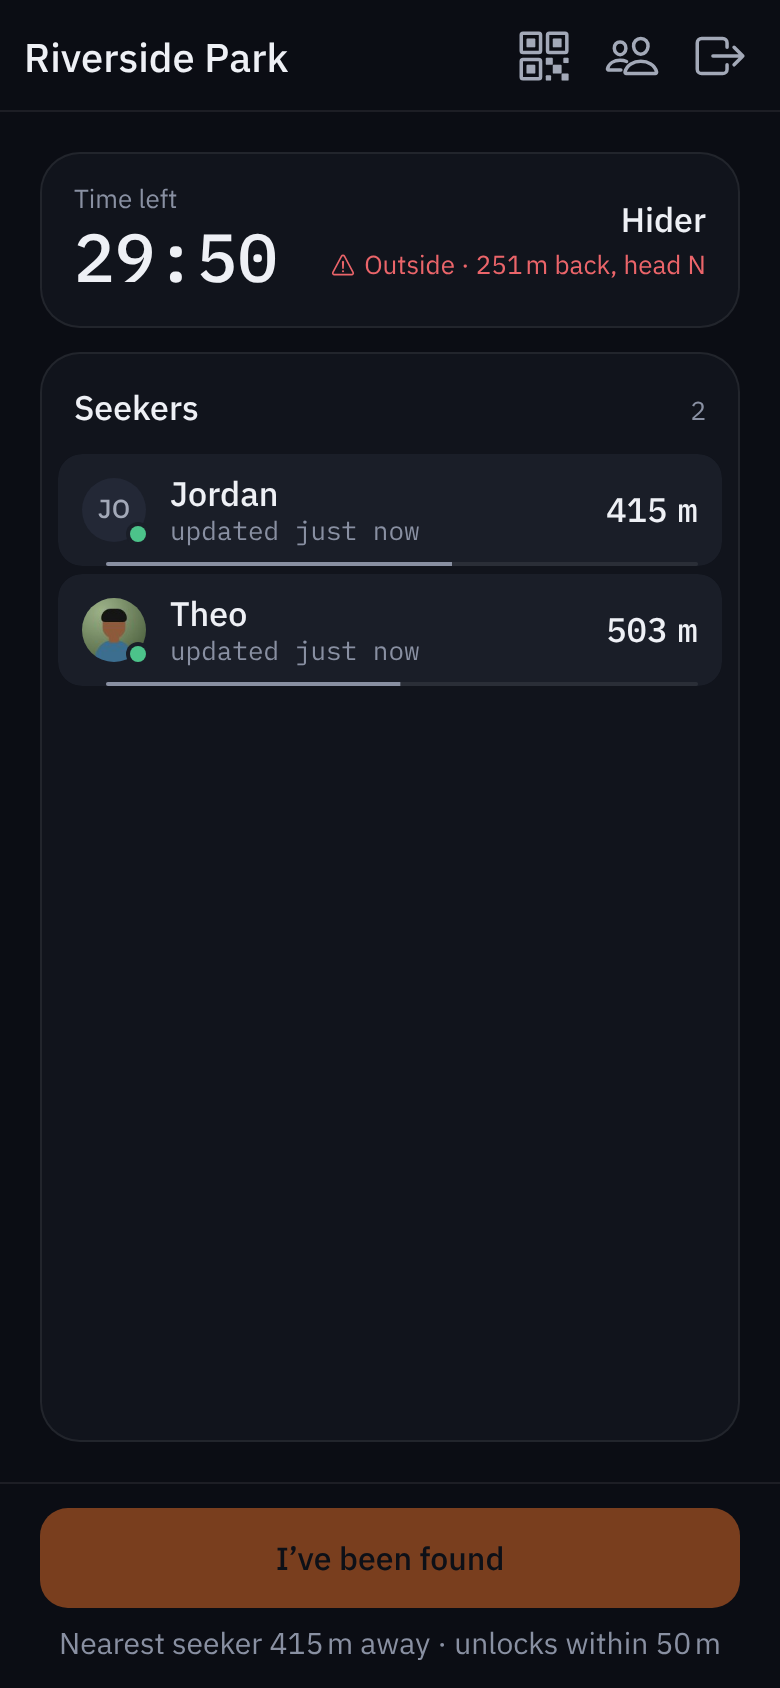 Riverside Park
Time left
29:50
Hider
Outside · 251 m back, head N
Seekers
2
JO
Jordan
updated just now
415 m
Theo
updated just now
503 m
I’ve been found
Nearest seeker 415 m away · unlocks within 50 m